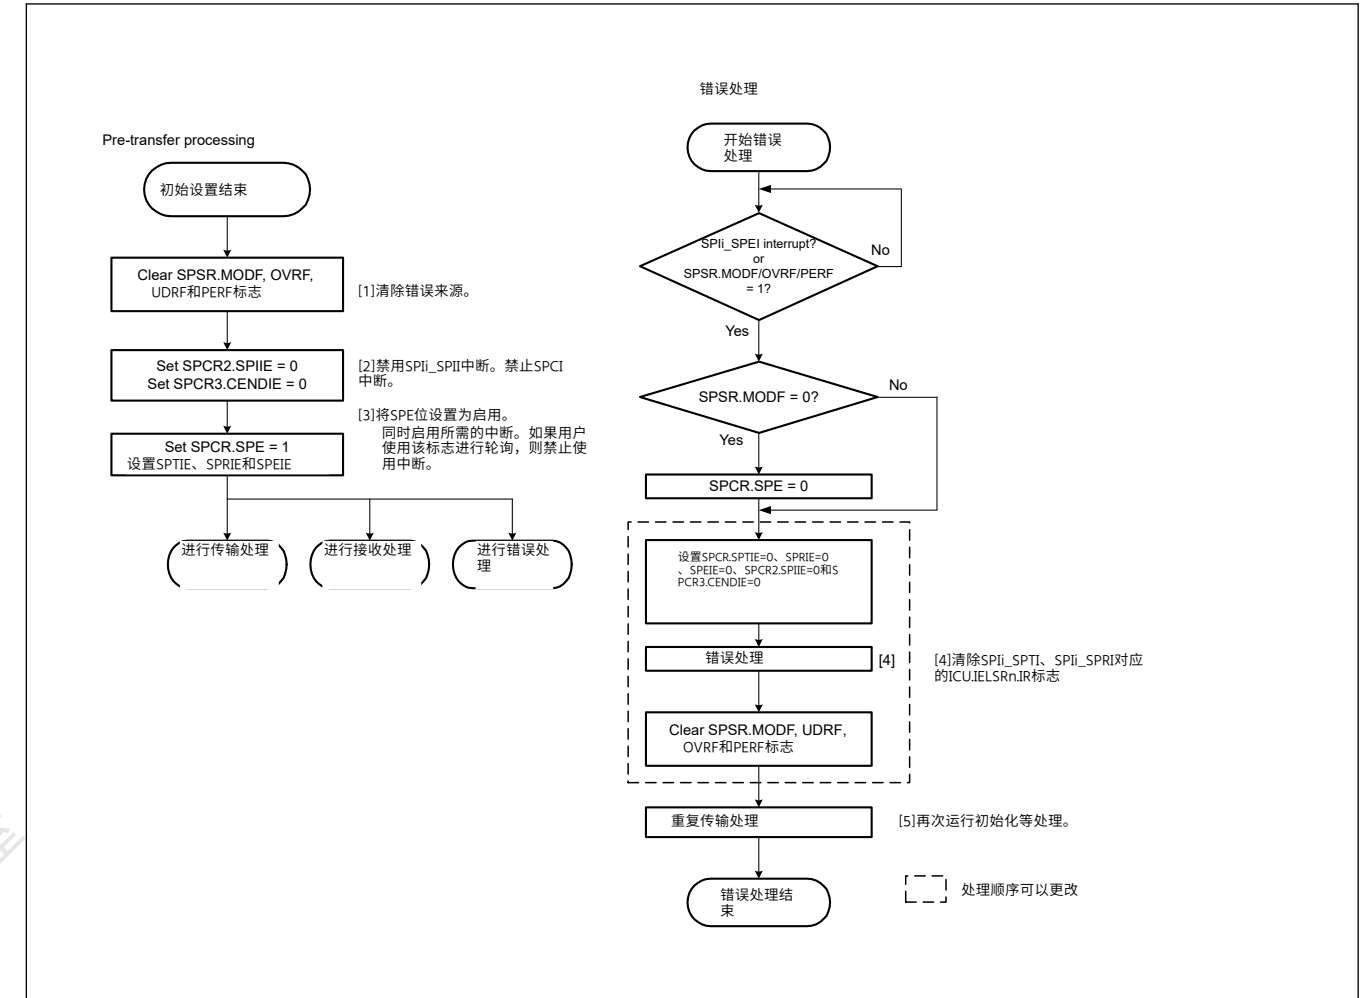 Pre-transfer processing
初始设置结束
Clear SPSR.MODF, OVRF,
UDRF和PERF标志
[1]清除错误来源。
Set SPCR2.SPIIE = 0
Set SPCR3.CENDIE = 0
[2]禁用SPIi_SPII中断。禁止SPCI
中断。
Set SPCR.SPE = 1
设置SPTIE、SPRIE和SPEIE
[3]将SPE位设置为启用。
同时启用所需的中断。如果用户
使用该标志进行轮询，则禁止使
用中断。
进行传输处理
进行接收处理
进行错误处
理
错误处理
开始错误
处理
SPIi_SPEI interrupt?
or
SPSR.MODF/OVRF/PERF
= 1?
No
Yes
SPSR.MODF = 0?
No
Yes
SPCR.SPE = 0
设置SPCR.SPTIE=0、SPRIE=0
、SPEIE=0、SPCR2.SPIIE=0和S
PCR3.CENDIE=0
错误处理
[4]
[4]清除SPIi_SPTI、SPIi_SPRI对应
的ICU.IELSRn.IR标志
Clear SPSR.MODF, UDRF,
OVRF和PERF标志
重复传输处理
[5]再次运行初始化等处理。
错误处理结
束
处理顺序可以更改